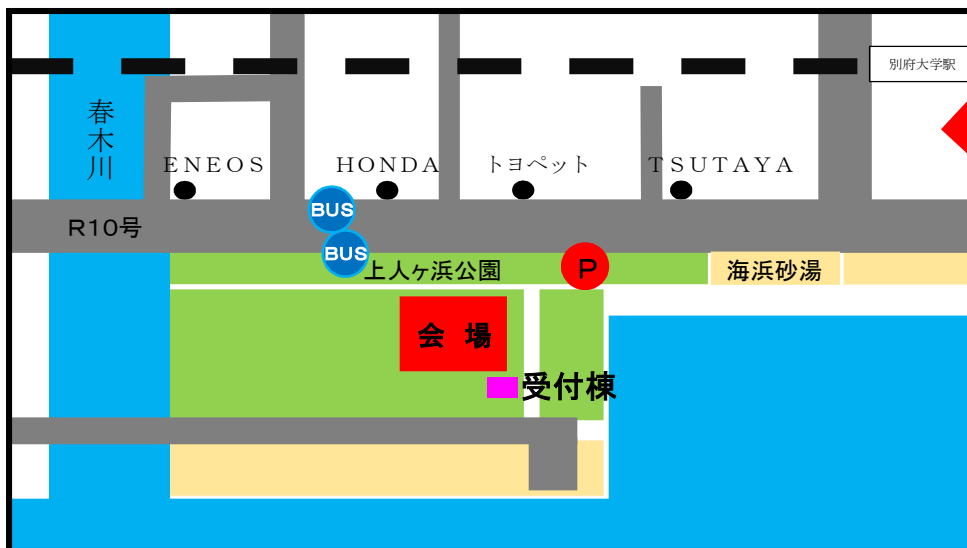 別府大学駅
春木川
ENEOS
HONDA
トヨペット
TSUTAYA
BUS
R10号
BUS
上人ヶ浜公園
P
海浜砂湯
会 場
受付棟